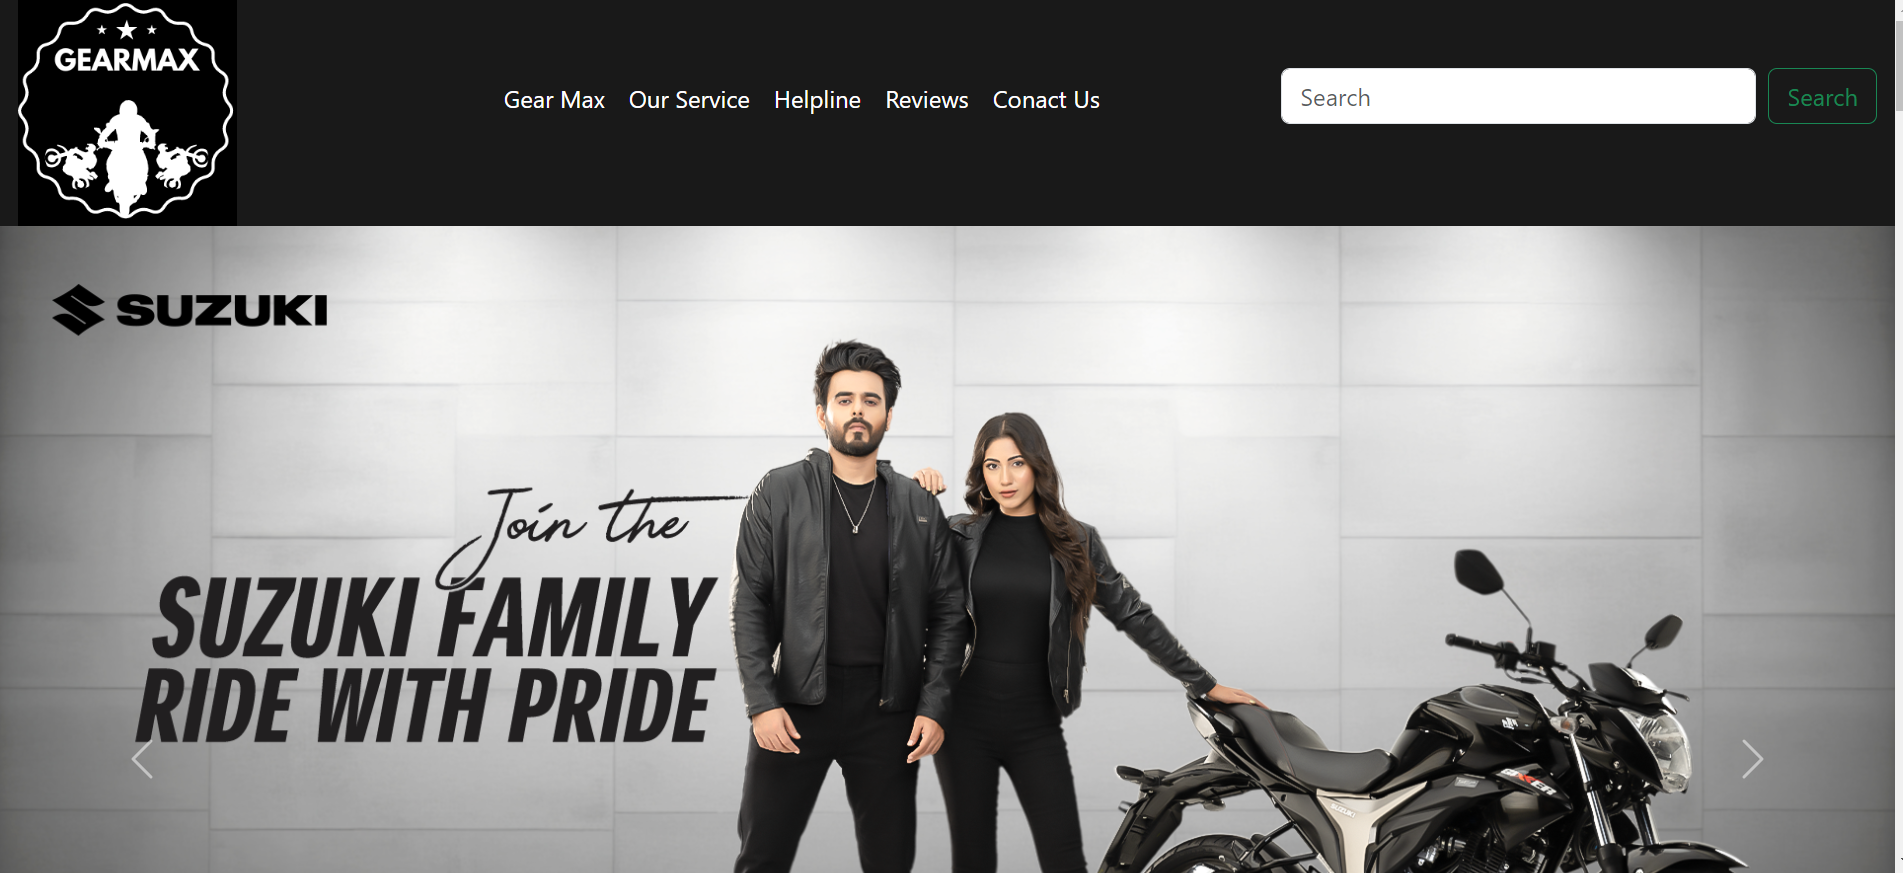 GEARMAX
Gear Max Our Service Helpline Reviews Conact Us
Search
Search
SUZUKI
Join the
SUZUKI FAMILY
RIDE WITH PRIDE
SUZUKI